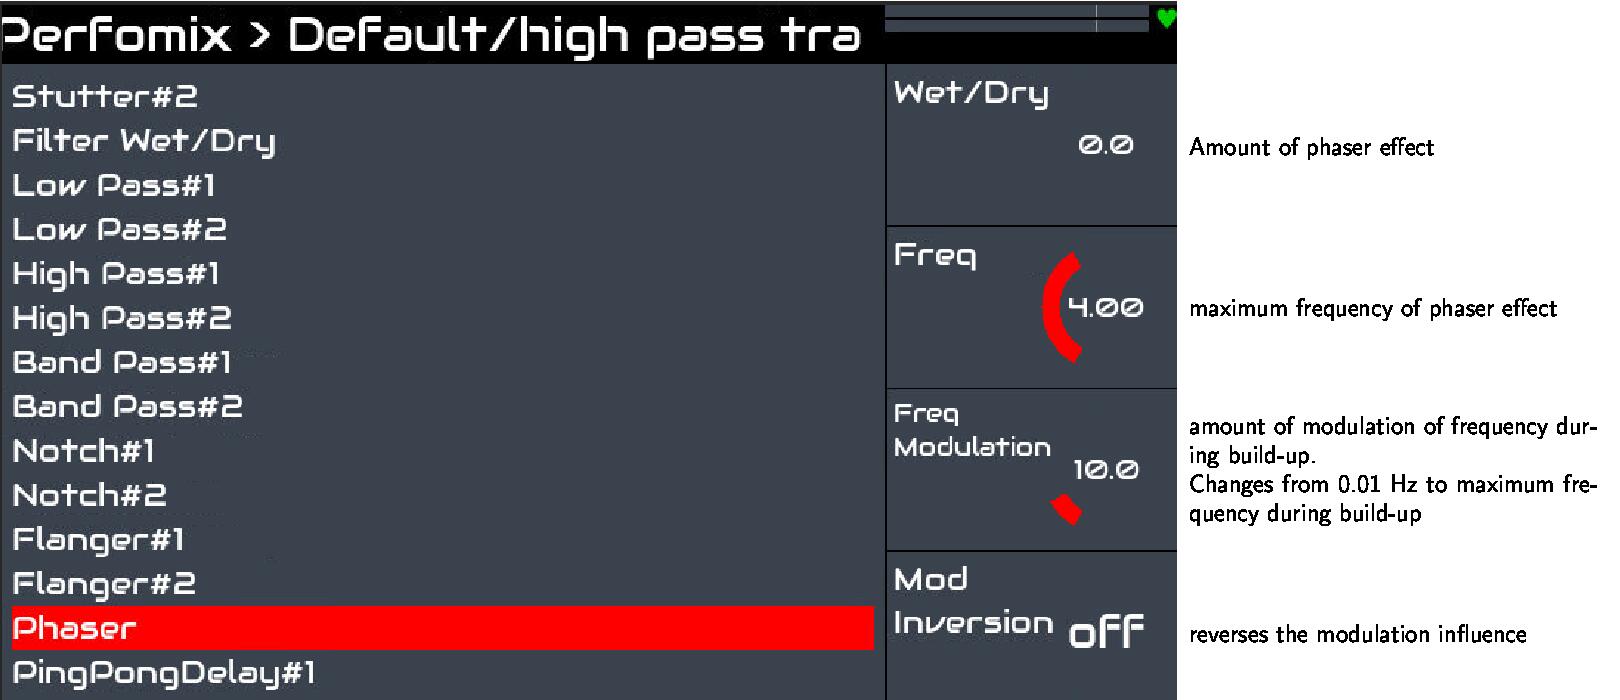 Perfomix > Default/high pass tra
Stutter#2
Filter Wet/Dry
Low Pass#1
Low Pass#2
High Pass#1
High Pass#2
Band Pass#1
Band Pass#2
Notch#1
Notch#2
Flanger#1
Flanger#2
Phaser
PingPongDelay#1
Wet/Dry
0.0
Amount of phaser effect
Freq
4.00
maximum frequency of phaser effect
Freq
Modulation
10.0
amount of modulation of frequency dur-
ing build-up.
Changes from 0.01 Hz to maximum fre-
quency during build-up
Mod
Inversion
off
reverses the modulation influence